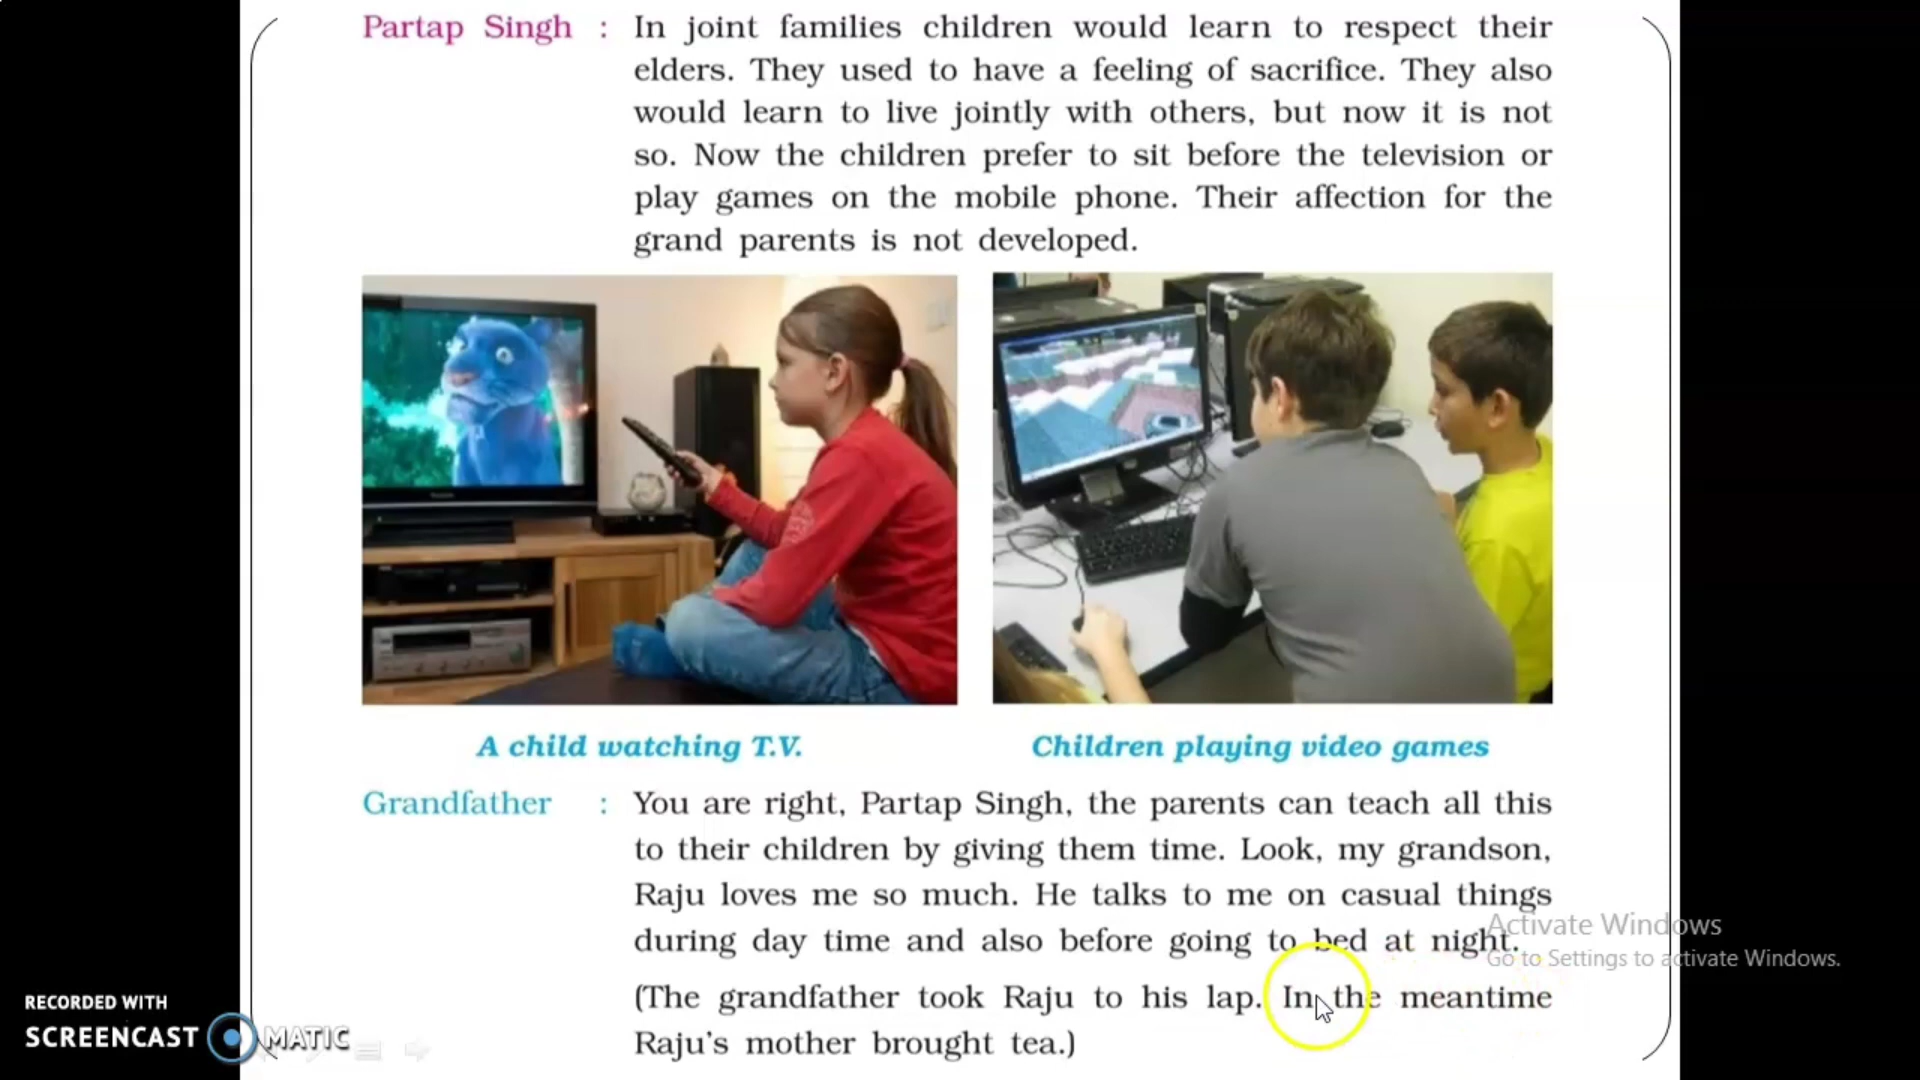 Partap Singh : In joint families children would learn to respect their
elders. They used to have a feeling of sacrifice. They also
would learn to live jointly with others, but now it is not
so. Now the children prefer to sit before the television or
play games on the mobile phone. Their affection for the
grand parents is not developed.
A child watching T.V.
Children playing video games
Grandfather : You are right, Partap Singh, the parents can teach all this
to their children by giving them time. Look, my grandson,
Raju loves me so much. He talks to me on casual things
during day time and also before going to bed at night.
(The grandfather took Raju to his lap. In the meantime
Raju's mother brought tea.)
Activate Windows
Go to Settings to activate Windows.
RECORDED WITH
SCREENCAST MATIC